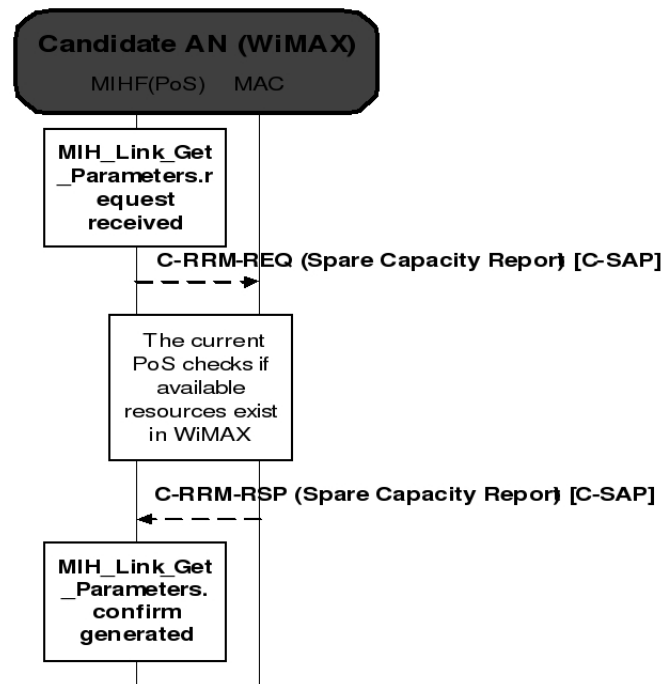 Candidate AN (WiMAX)
MIHF(PoS) MAC
MIH_Link_Get
_Parameters.r
equest
received
C-RRM-REQ (Spare Capacity Report) [C-SAP]
The current
PoS checks if
available
resources exist
in WiMAX
C-RRM-RSP (Spare Capacity Report) [C-SAP]
MIH_Link_Get
_Parameters.
confirm
generated